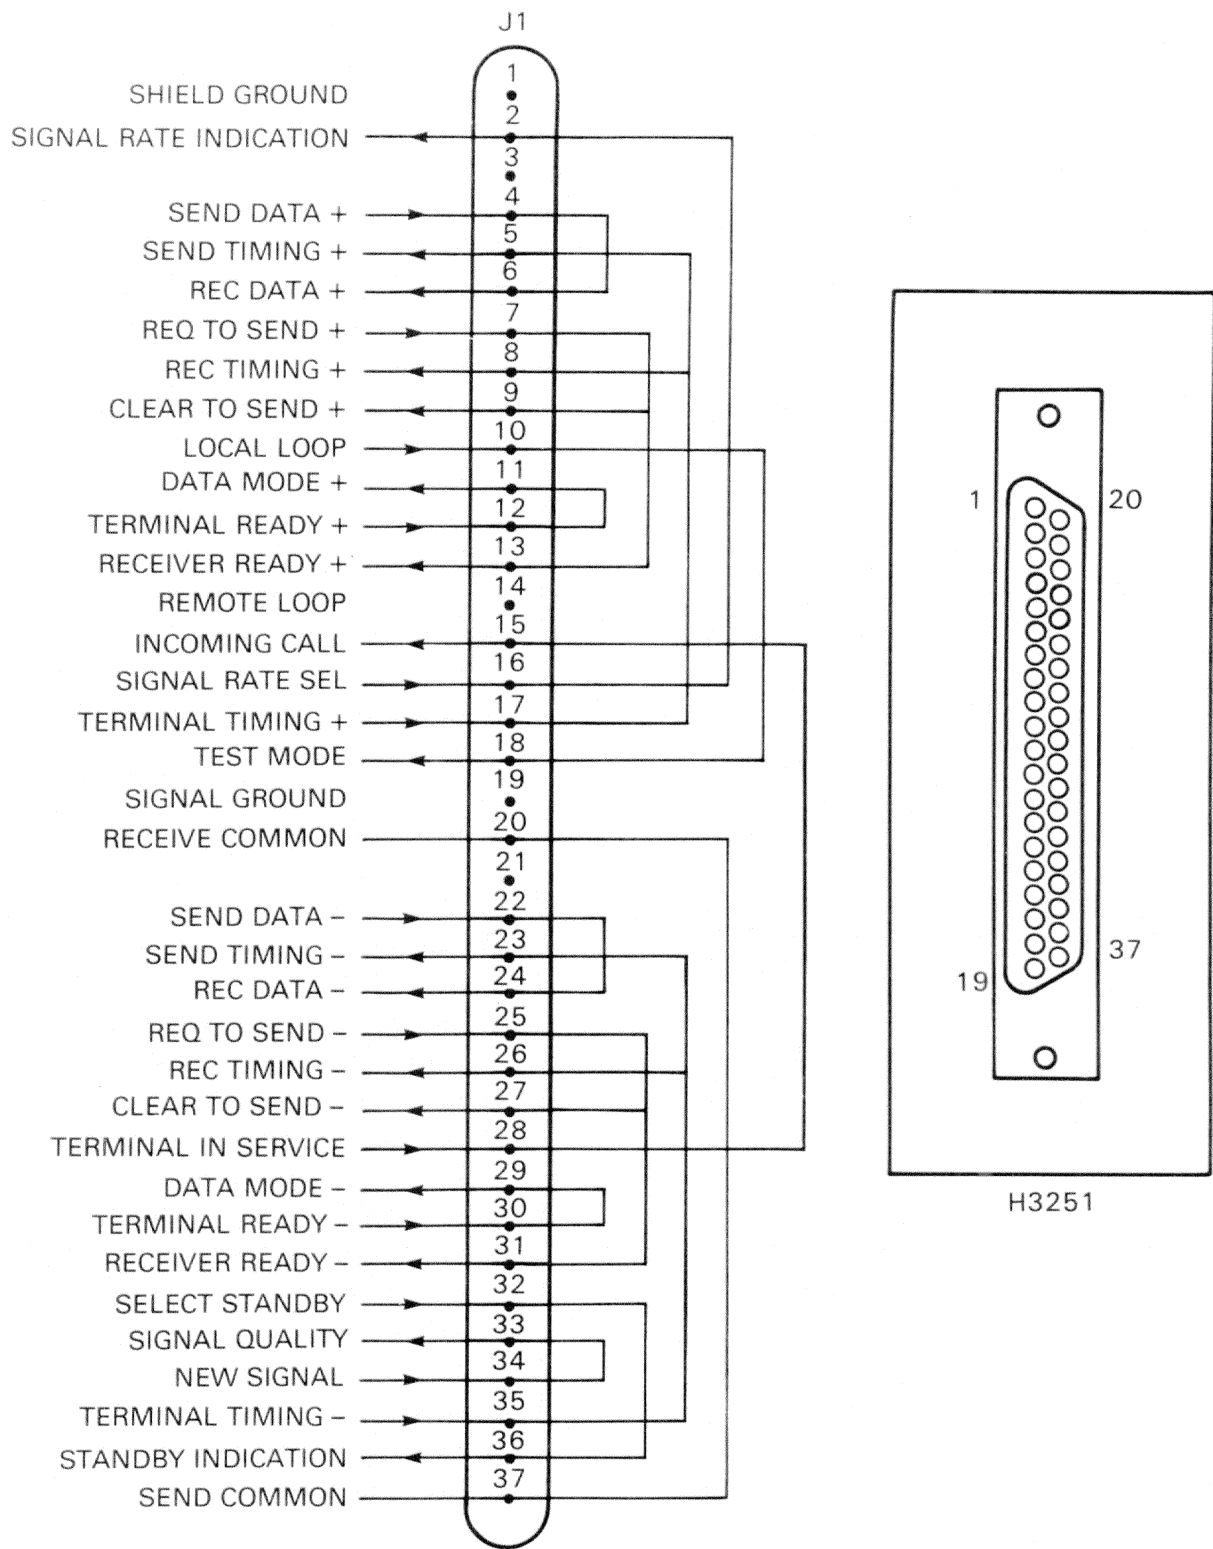 J1
1
SHIELD GROUND
2
SIGNAL RATE INDICATION
3
4
SEND DATA +
5
SEND TIMING +
6
REC DATA +
7
REQ TO SEND +
8
REC TIMING +
9
CLEAR TO SEND +
10
LOCAL LOOP
11
DATA MODE +
12
TERMINAL READY +
13
RECEIVER READY +
14
REMOTE LOOP
15
INCOMING CALL
16
SIGNAL RATE SEL
17
TERMINAL TIMING +
18
TEST MODE
19
SIGNAL GROUND
20
RECEIVE COMMON
21
22
SEND DATA -
23
SEND TIMING -
24
REC DATA -
25
REQ TO SEND -
26
REC TIMING -
27
CLEAR TO SEND -
28
TERMINAL IN SERVICE
29
DATA MODE -
30
TERMINAL READY -
31
RECEIVER READY -
32
SELECT STANDBY
33
SIGNAL QUALITY
34
NEW SIGNAL
35
TERMINAL TIMING -
36
STANDBY INDICATION
37
SEND COMMON
1
20
19
37
H3251